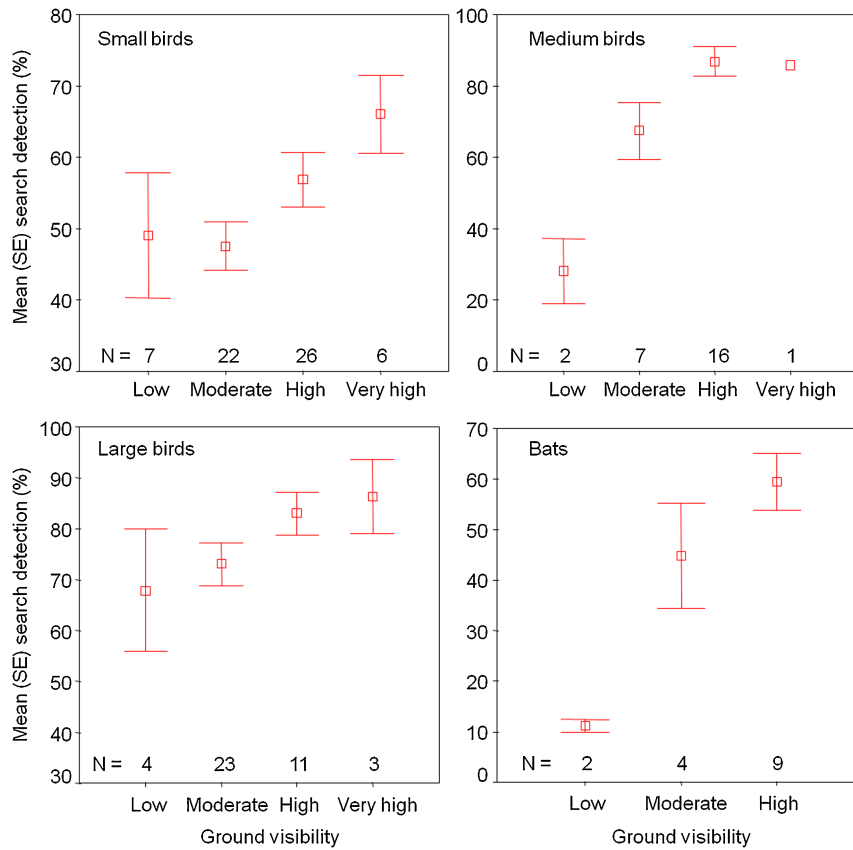 Mean (SE) search detection (%)
80
70
60
50
40
30
Small birds
N = 7 22 26 6
Low Moderate High Very high
100
80
60
40
20
0
Medium birds
N = 2 7 16 1
Low Moderate High Very high
Mean (SE) search detection (%)
100
90
80
70
60
50
40
30
Large birds
N = 4 23 11 3
Low Moderate High Very high
Ground visibility
70
60
50
40
30
20
10
0
Bats
N = 2 4 9
Low Moderate High
Ground visibility